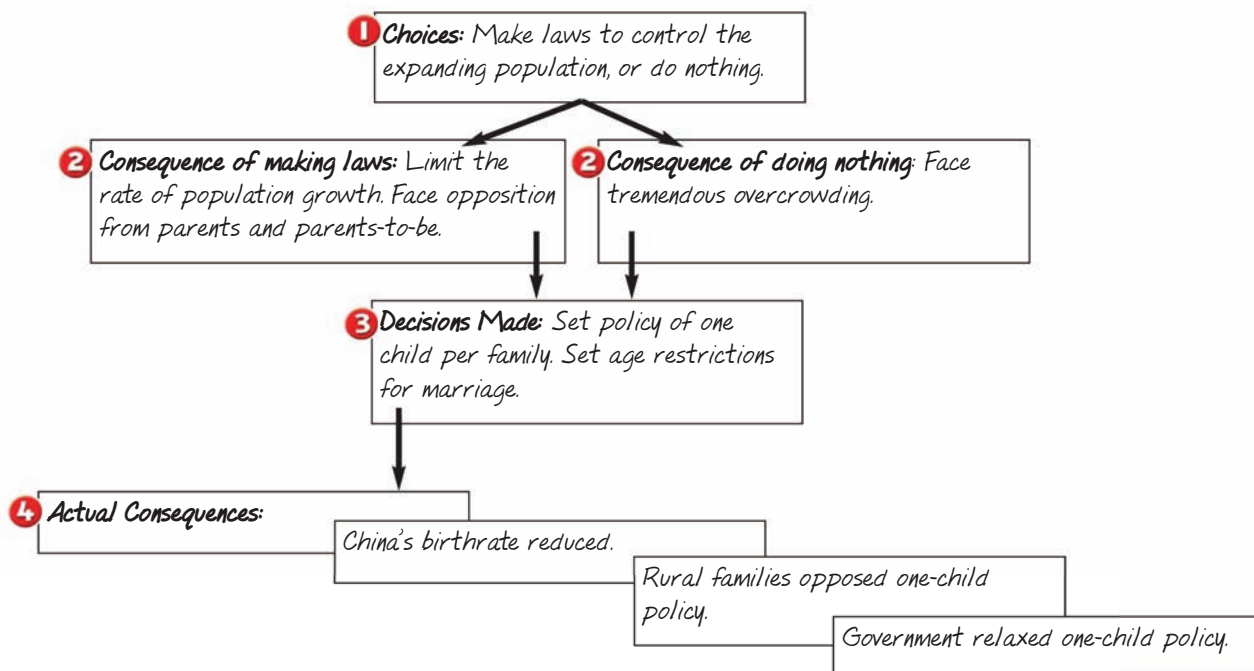 1 Choices: Make laws to control the
expanding population, or do nothing.
2 Consequence of making laws: Limit the
rate of population growth. Face opposition
from parents and parents-to-be.
2 Consequence of doing nothing: Face
tremendous overcrowding.
3 Decisions Made: Set policy of one
child per family. Set age restrictions
for marriage.
4 Actual Consequences:
China's birthrate reduced.
Rural families opposed one-child
policy.
Government relaxed one-child policy.